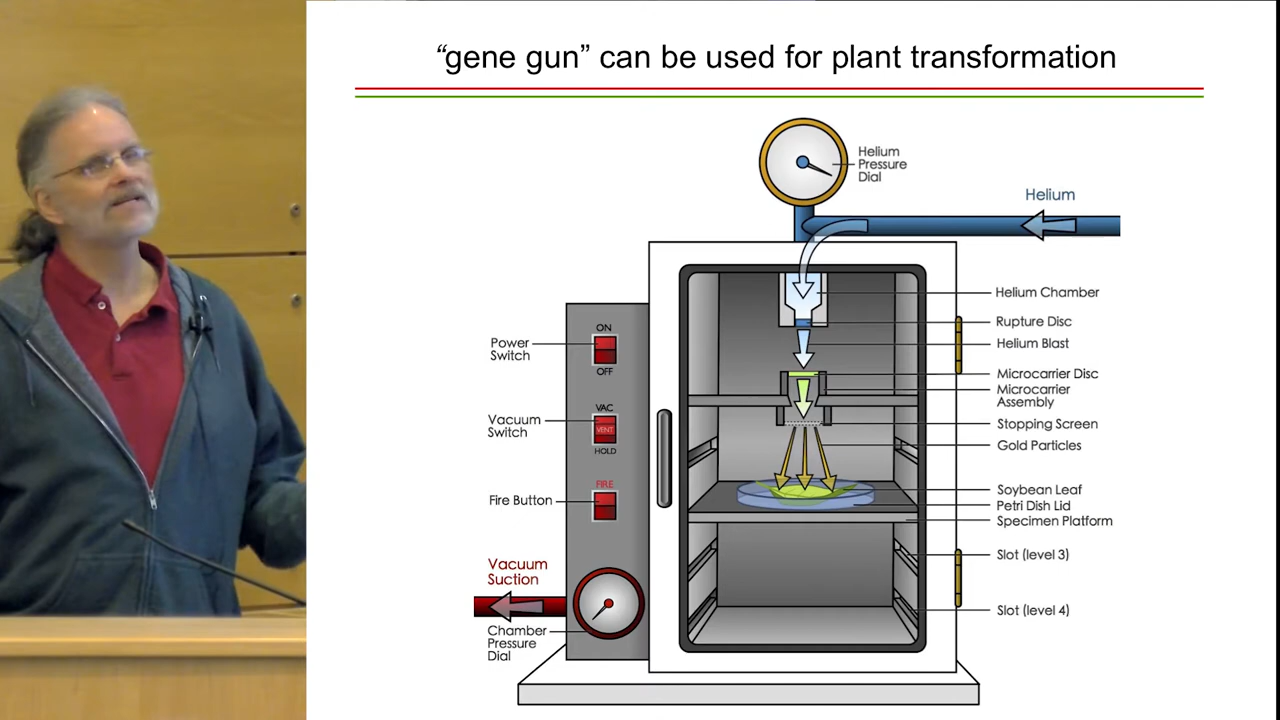 “gene gun” can be used for plant transformation
Helium
Pressure
Dial
Helium
Helium Chamber
Rupture Disc
Helium Blast
Microcarrier Disc
Microcarrier
Assembly
Stopping Screen
Gold Particles
Soybean Leaf
Petri Dish Lid
Specimen Platform
Slot (level 3)
Slot (level 4)
ON
Power
Switch
OFF
VAC
Vacuum
Switch
VENT
HOLD
FIRE
Fire Button
Vacuum
Suction
Chamber
Pressure
Dial